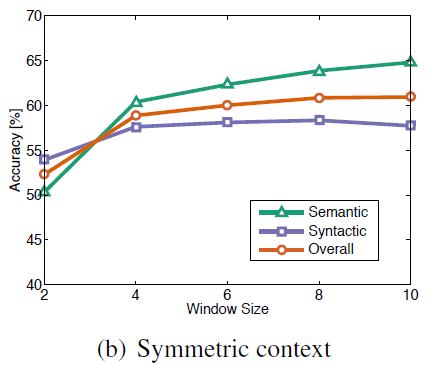 70
65
60
55
50
45
40
Accuracy [%]
2
4
6
8
10
Window Size
Semantic
Syntactic
Overall
(b) Symmetric context